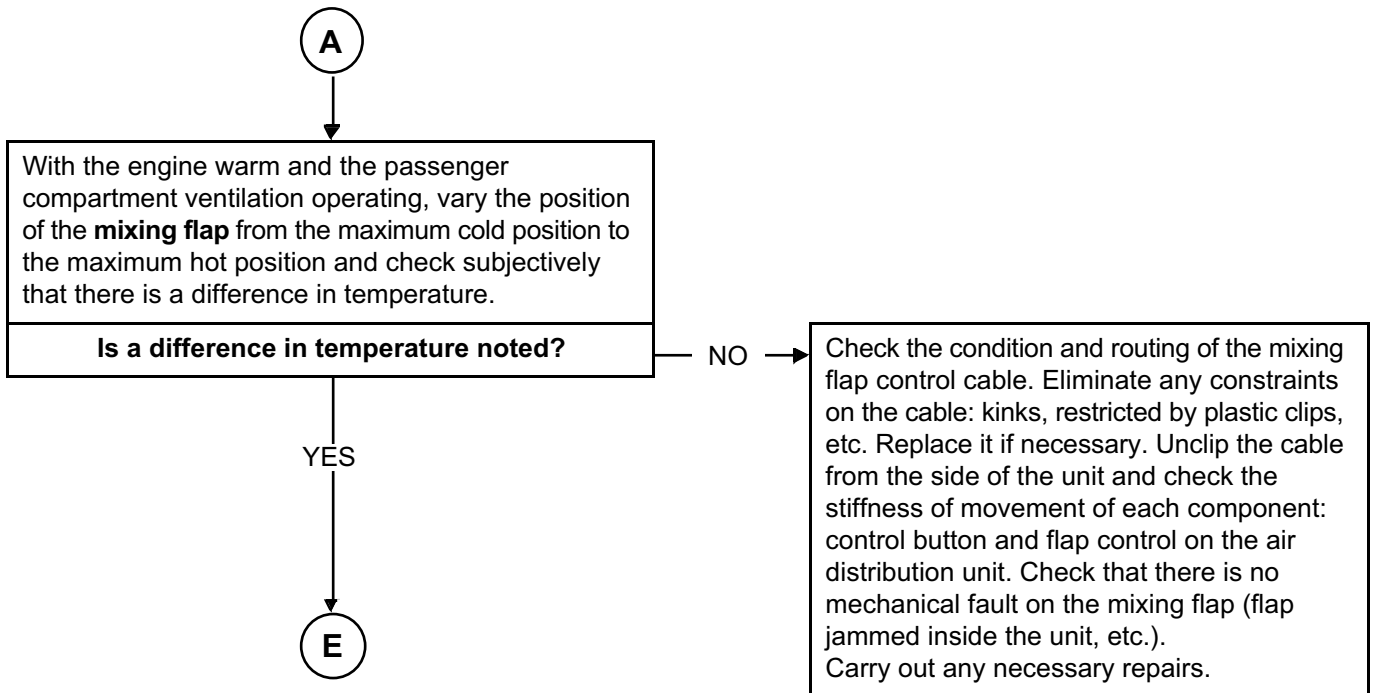 A
With the engine warm and the passenger
compartment ventilation operating, vary the position
of the mixing flap from the maximum cold position to
the maximum hot position and check subjectively
that there is a difference in temperature.
Is a difference in temperature noted?
NO
Check the condition and routing of the mixing
flap control cable. Eliminate any constraints
on the cable: kinks, restricted by plastic clips,
etc. Replace it if necessary. Unclip the cable
from the side of the unit and check the
stiffness of movement of each component:
control button and flap control on the air
distribution unit. Check that there is no
mechanical fault on the mixing flap (flap
jammed inside the unit, etc.).
Carry out any necessary repairs.
YES
E